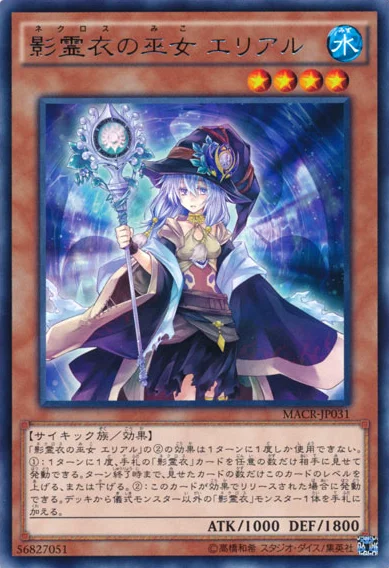 ネクロス みこ
影霊衣の巫女 エリアル
水
MACR-JP031
【サイキック族/効果】
「影霊衣の巫女 エリアル」の②の効果は1ターンに1度しか使用できない。
①：1ターンに1度、手札の「影霊衣」カードを任意の数だけ相手に見せて
発動できる。ターン終了時まで、見せたカードの数だけこのカードのレベルを
上げる、または下げる。②：このカードが効果でリリースされた場合に発動
できる。デッキから儀式モンスター以外の「影霊衣」モンスター1体を手札に
加える。
ATK/1000 DEF/1800
56827051
©高橋和希 スタジオ・ダイス/集英社